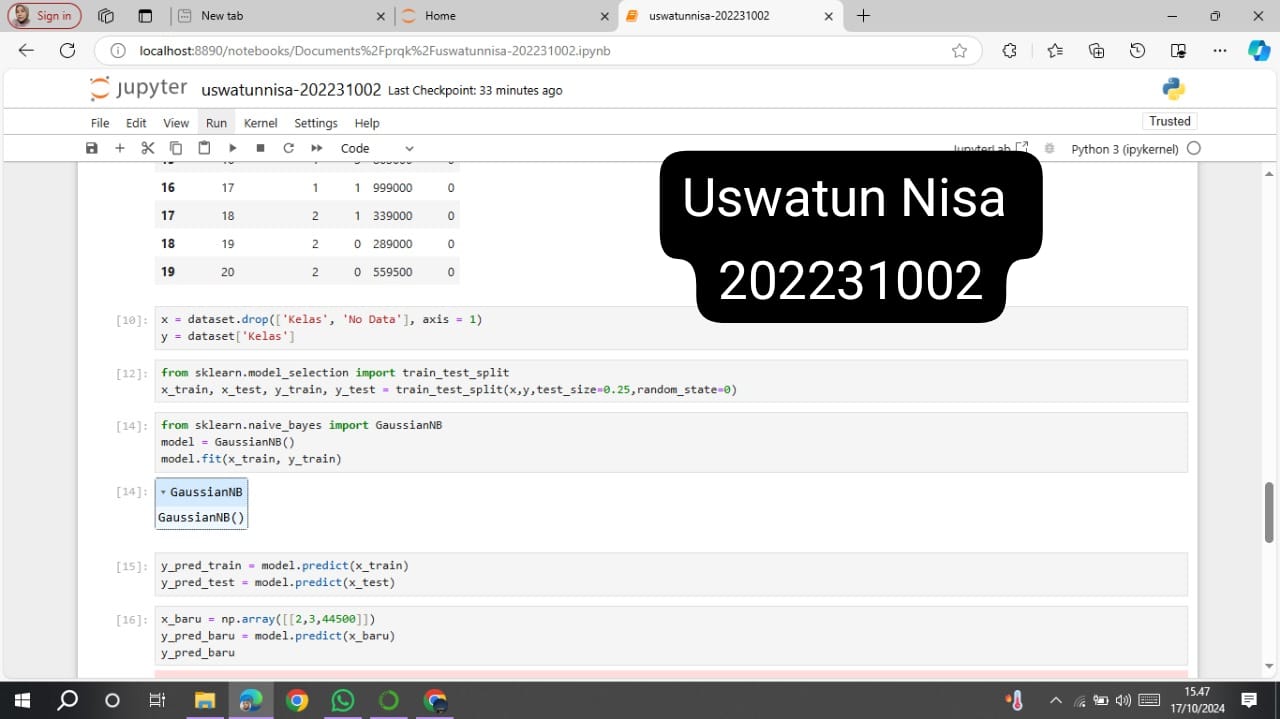 Sign in
New tab
Home
uswatunnisa-202231002
localhost:8890/notebooks/Documents%2Fprqk%2Fuswatunnisa-202231002.ipynb
jupyter uswatunnisa-202231002 Last Checkpoint: 33 minutes ago
File Edit View Run Kernel Settings Help
Trusted
Code
JupyterLab
Python 3 (ipykernel)
16 17 1 1 999000 0
17 18 2 1 339000 0
18 19 2 0 289000 0
19 20 2 0 559500 0
Uswatun Nisa
202231002
[10]: x = dataset.drop(['Kelas', 'No Data'], axis = 1)
y = dataset['Kelas']
[12]: from sklearn.model_selection import train_test_split
x_train, x_test, y_train, y_test = train_test_split(x,y,test_size=0.25,random_state=0)
[14]: from sklearn.naive_bayes import GaussianNB
model = GaussianNB()
model.fit(x_train, y_train)
[14]: GaussianNB
GaussianNB()
[15]: y_pred_train = model.predict(x_train)
y_pred_test = model.predict(x_test)
[16]: x_baru = np.array([[2,3,44500]])
y_pred_baru = model.predict(x_baru)
y_pred_baru
15.47
17/10/2024